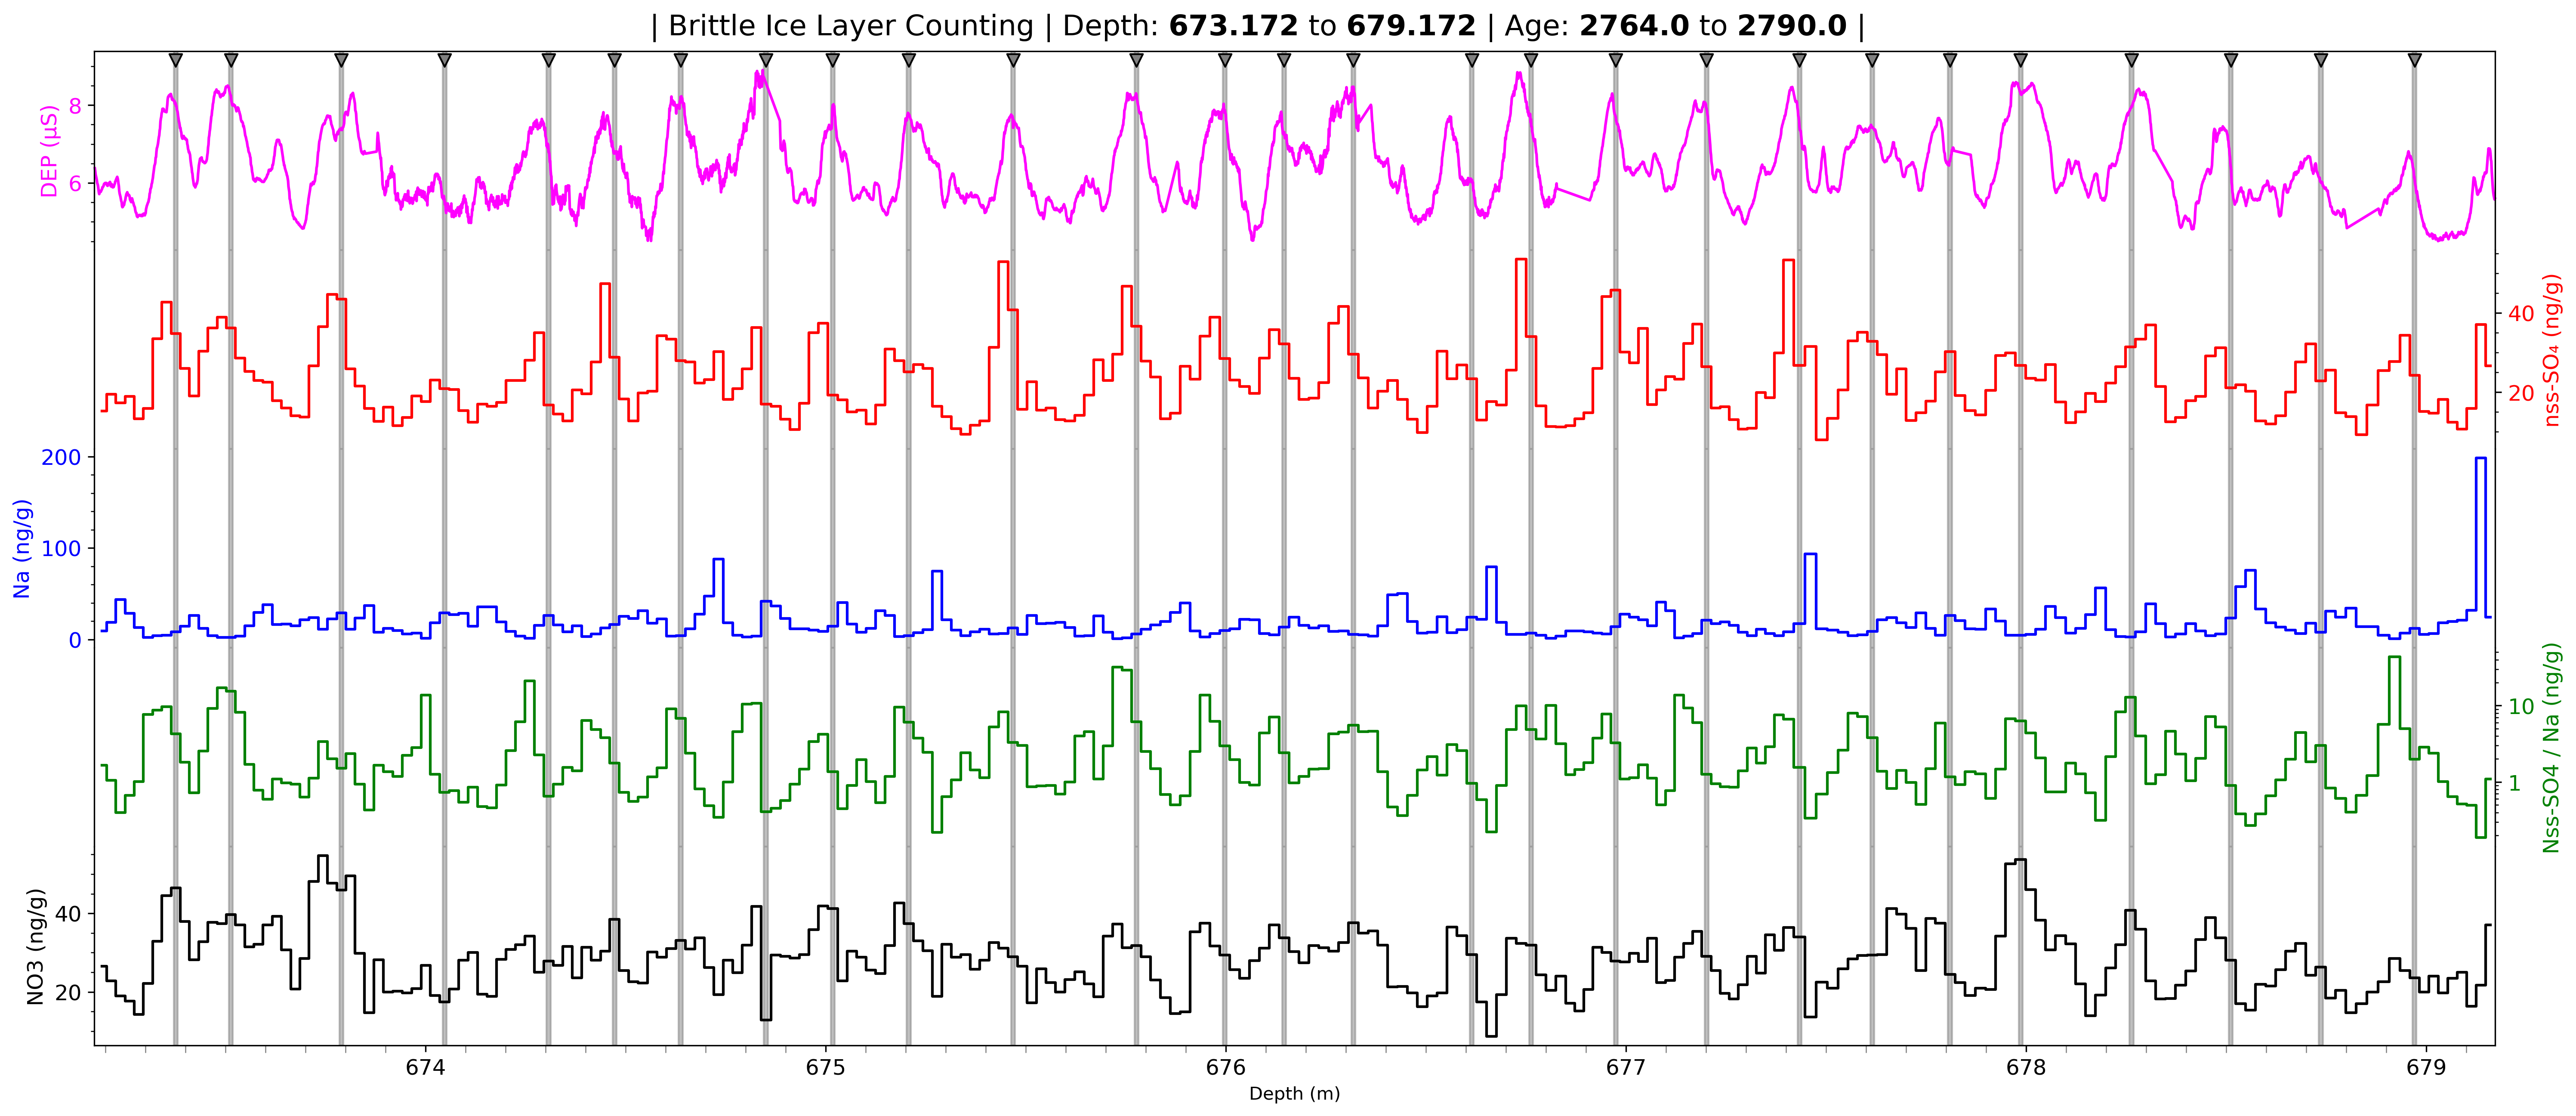 | Brittle Ice Layer Counting | Depth: 673.172 to 679.172 | Age: 2764.0 to 2790.0 |
DEP (µS)
8
6
nss-SO₄ (ng/g)
40
20
Na (ng/g)
200
100
0
Nss-SO4 / Na (ng/g)
10
1
NO3 (ng/g)
40
20
674 675 676 677 678 679
Depth (m)